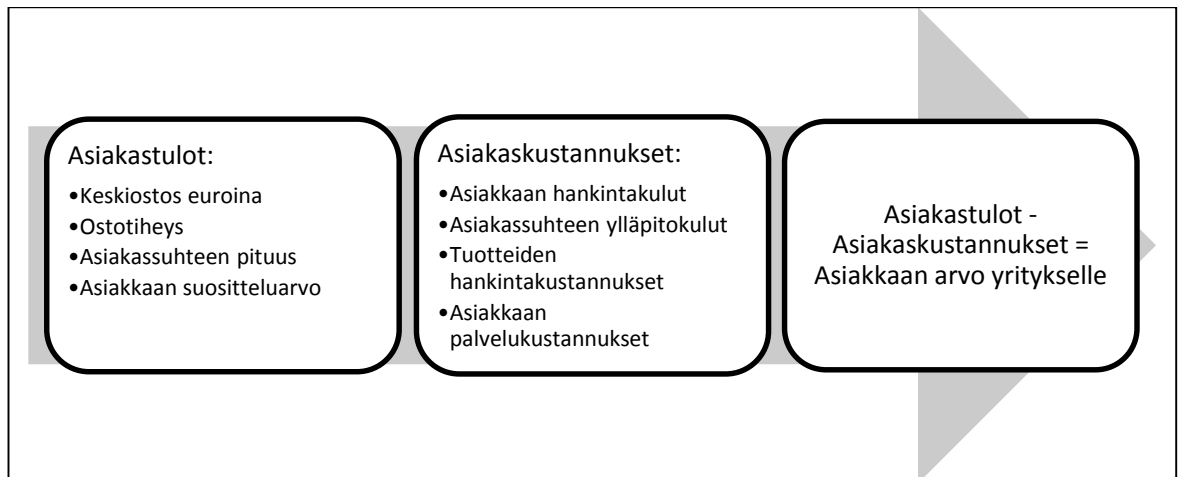 Asiakastulot:
•Keskiostos euroina
•Ostotiheys
•Asiakassuhteen pituus
•Asiakkaan suositteluarvo
Asiakaskustannukset:
•Asiakkaan hankintakulut
•Asiakassuhteen ylläpitokulut
•Tuotteiden
hankintakustannukset
•Asiakkaan
palvelukustannukset
Asiakastulot -
Asiakaskustannukset =
Asiakkaan arvo yritykselle